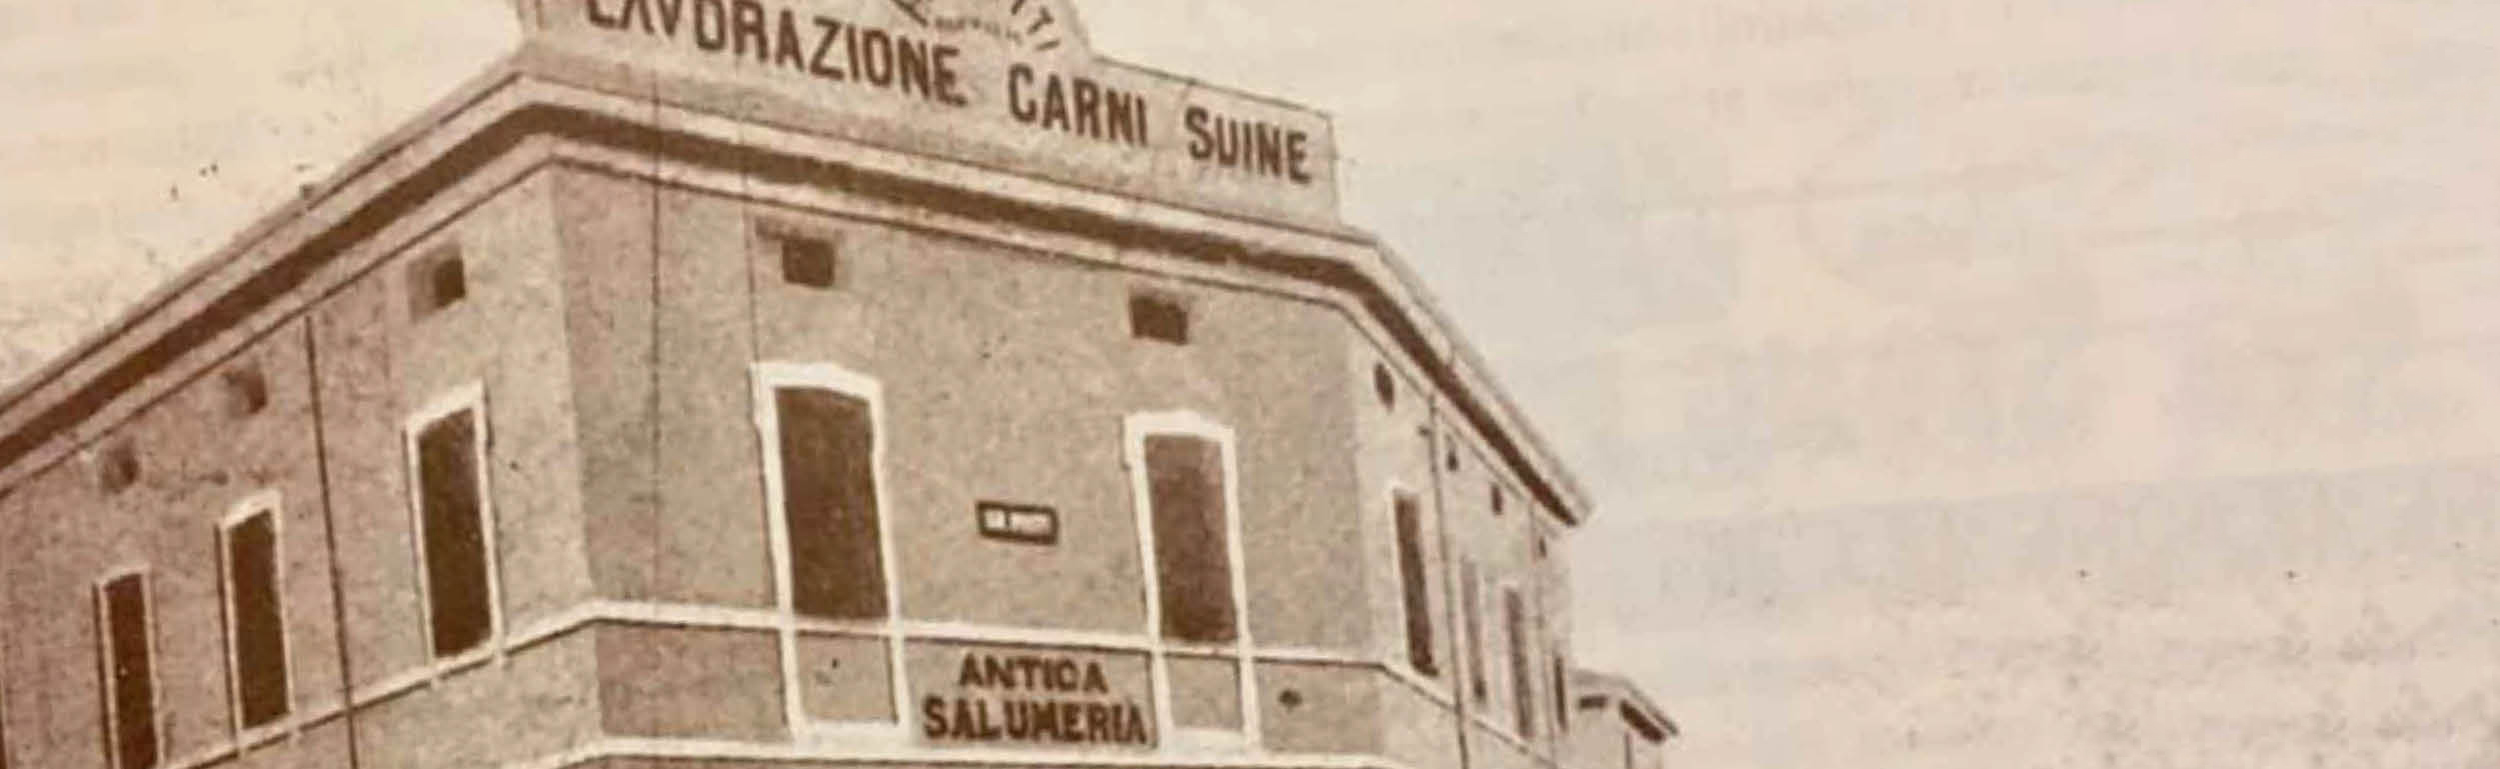 LAVORAZIONE CARNI SUINE
ANTICA
SALUMERIA